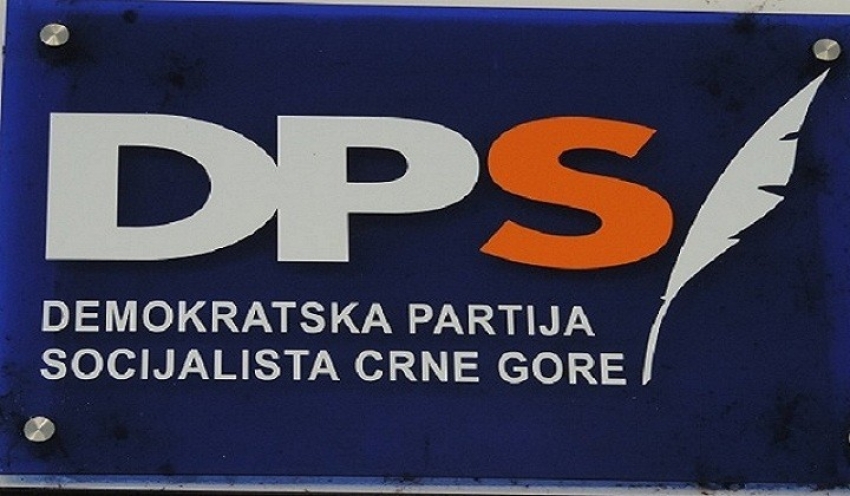 DPS
DEMOKRATSKA PARTIJA
SOCIJALISTA CRNE GORE